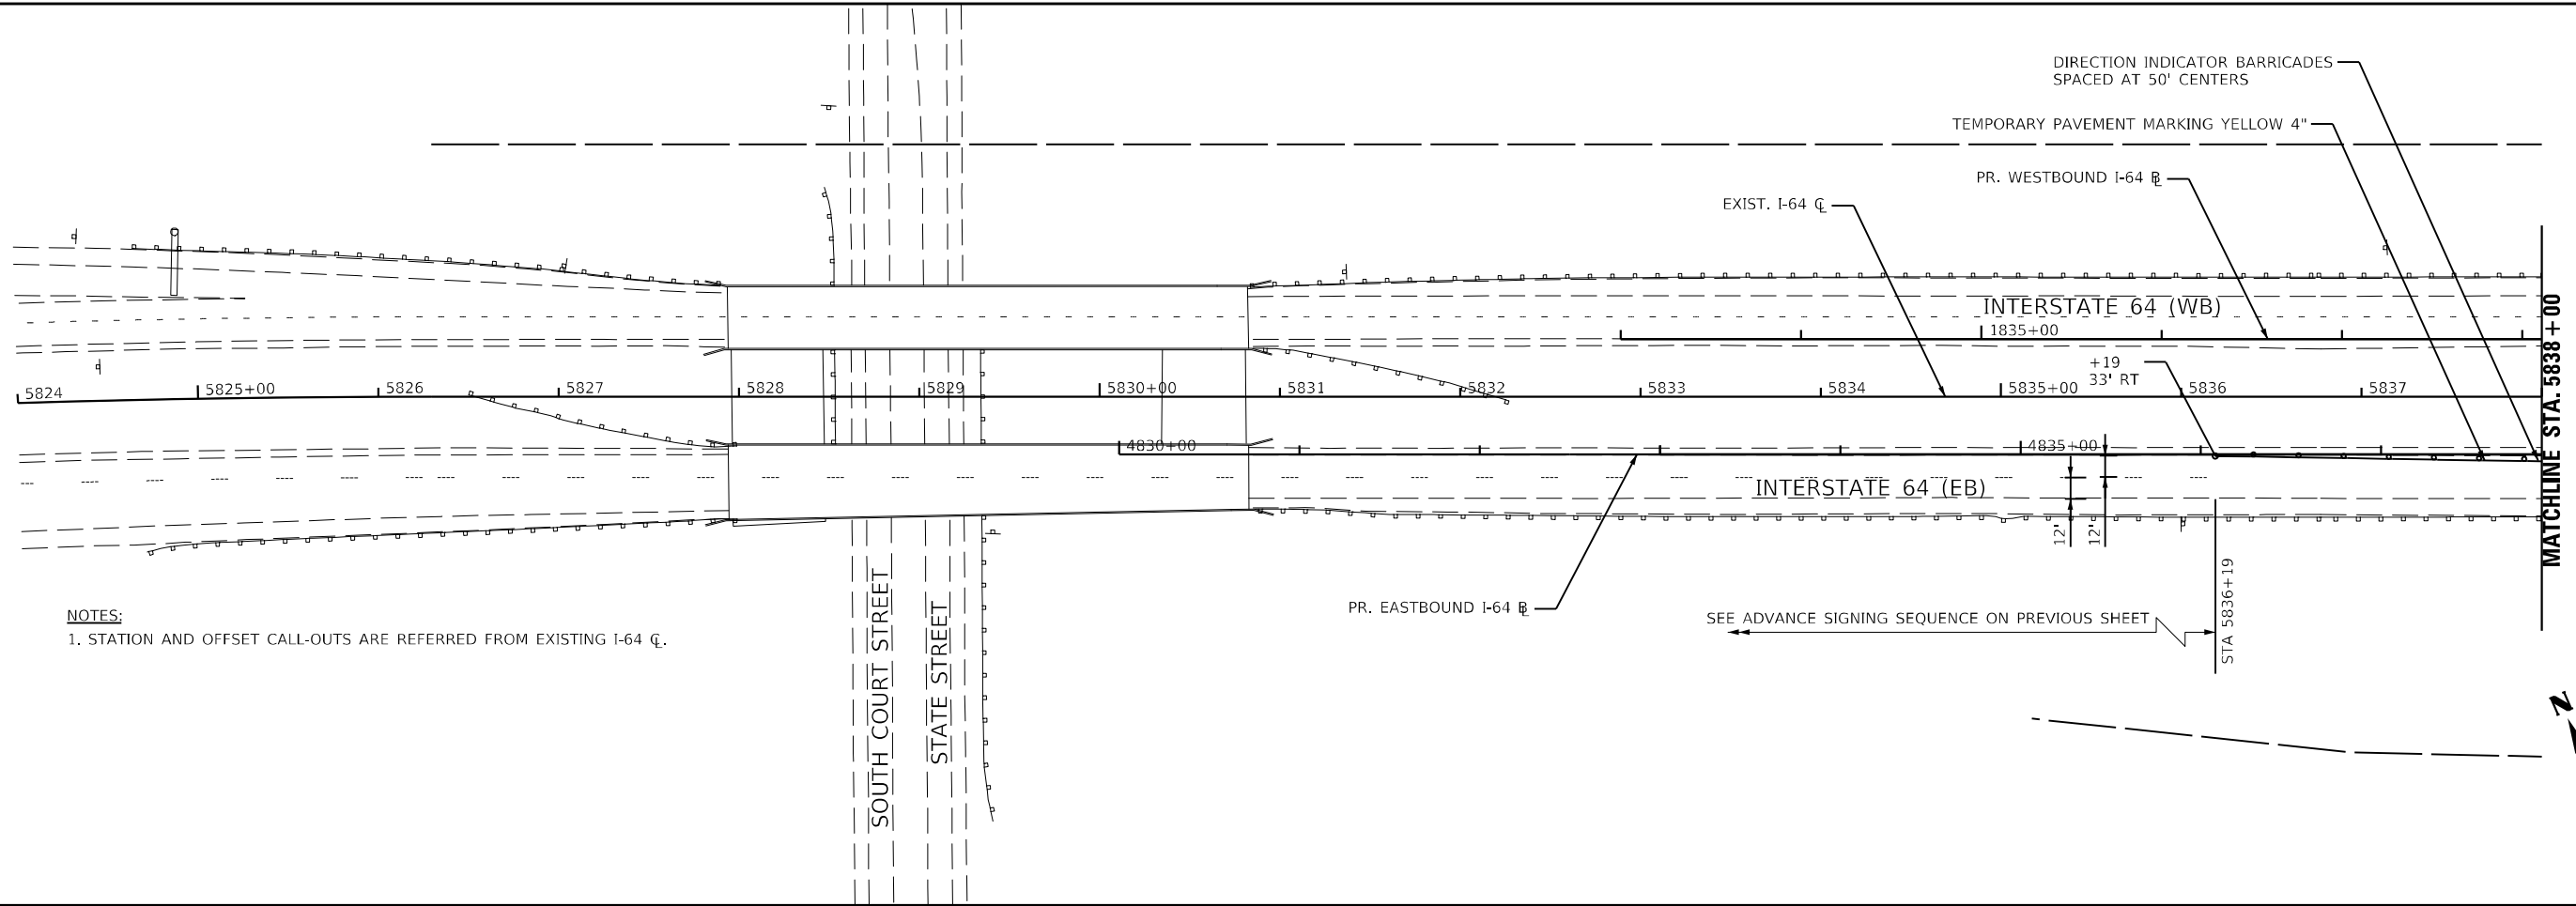 DIRECTION INDICATOR BARRICADES
SPACED AT 50' CENTERS
TEMPORARY PAVEMENT MARKING YELLOW 4"
PR. WESTBOUND I-64 ℄
EXIST. I-64 ℄
INTERSTATE 64 (WB)
1835+00
+19
33' RT
5824
5825+00
5826
5827
5828
5829
5830+00
5831
5832
5833
5834
5835+00
5836
5837
MATCHLINE STA. 5838+00
4830+00
4835+00
INTERSTATE 64 (EB)
12'
12'
STA 5836+19
SOUTH COURT STREET
STATE STREET
PR. EASTBOUND I-64 ℄
SEE ADVANCE SIGNING SEQUENCE ON PREVIOUS SHEET
NOTES:
1. STATION AND OFFSET CALL-OUTS ARE REFERRED FROM EXISTING I-64 ℄.
N